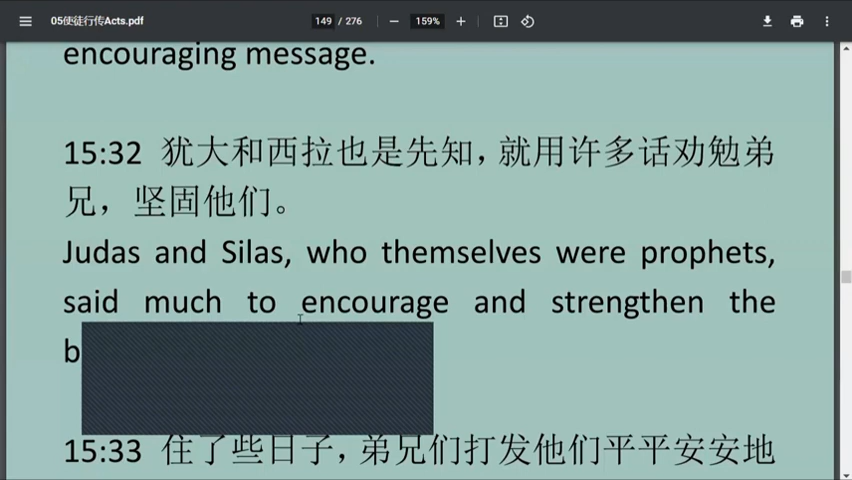 05使徒行传Acts.pdf
149 / 276
159%
encouraging message.
15:32 犹大和西拉也是先知，就用许多话劝勉弟
兄，坚固他们。
Judas and Silas, who themselves were prophets,
said much to encourage and strengthen the
b
15:33 住了些日子，弟兄们打发他们平平安安地